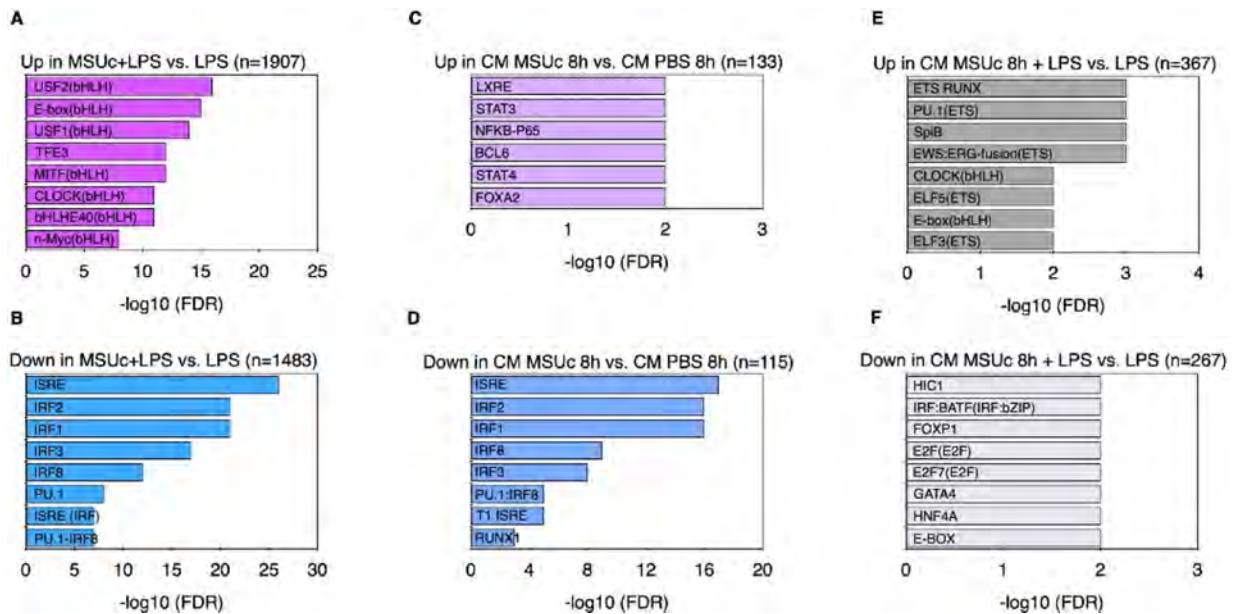 A
Up in MSUc+LPS vs. LPS (n=1907)
USF2(bHLH)
E-box(bHLH)
USF1(bHLH)
TFE3
MITF(bHLH)
CLOCK(bHLH)
bHLHE40(bHLH)
n-Myc(bHLH)
0 5 10 15 20 25
-log10 (FDR)
B
Down in MSUc+LPS vs. LPS (n=1483)
ISRE
IRF2
IRF1
IRF3
IRF8
PU.1
ISRE (IRF)
PU.1-IRF8
0 5 10 15 20 25 30
-log10 (FDR)
C
Up in CM MSUc 8h vs. CM PBS 8h (n=133)
LXRE
STAT3
NFKB-P65
BCL6
STAT4
FOXA2
0 1 2 3
-log10 (FDR)
D
Down in CM MSUc 8h vs. CM PBS 8h (n=115)
ISRE
IRF2
IRF1
IRF8
IRF3
PU.1:IRF8
T1 ISRE
RUNX1
0 4 8 12 16 20
-log10 (FDR)
E
Up in CM MSUc 8h + LPS vs. LPS (n=367)
ETS RUNX
PU.1(ETS)
SpiB
EWS:ERG-fusion(ETS)
CLOCK(bHLH)
ELF5(ETS)
E-box(bHLH)
ELF3(ETS)
0 1 2 3 4
-log10 (FDR)
F
Down in CM MSUc 8h + LPS vs. LPS (n=267)
HIC1
IRF:BATF(IRF:bZIP)
FOXP1
E2F(E2F)
E2F7(E2F)
GATA4
HNF4A
E-BOX
0 1 2 3
-log10 (FDR)